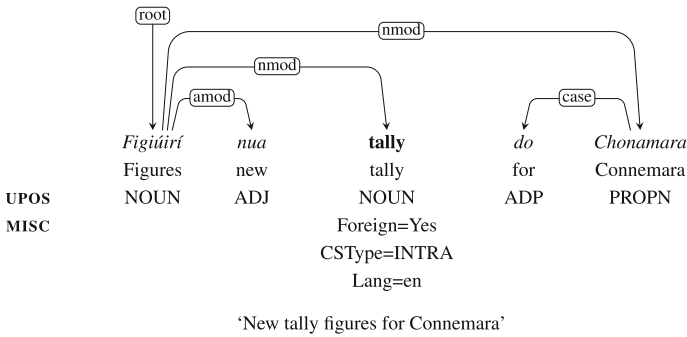 root
nmod
nmod
amod
case
Figiúirí nua tally do Chonamara
Figures new tally for Connemara
UPOS NOUN ADJ NOUN ADP PROPN
MISC Foreign=Yes
CSType=INTRA
Lang=en
‘New tally figures for Connemara’